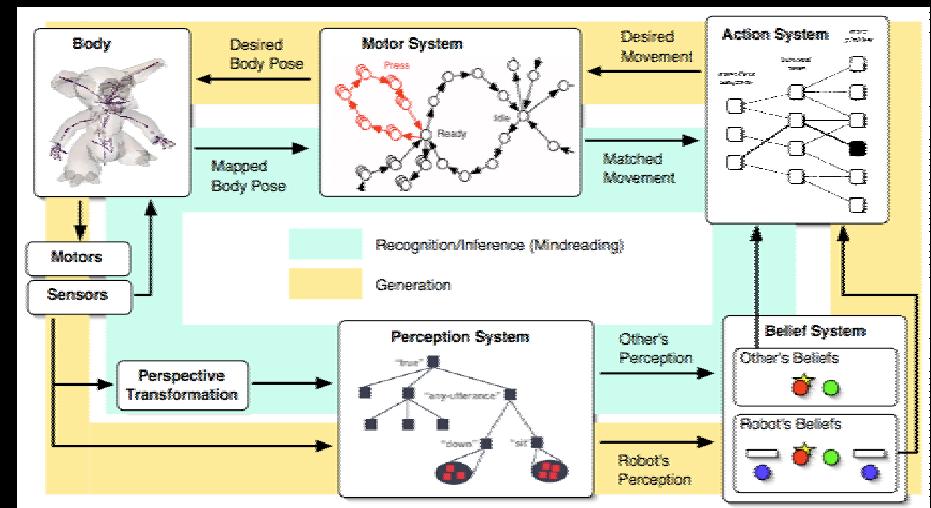 Body
Desired
Body Pose
Motor System
Desired
Movement
Action System
Press
Ready
Idle
Mapped
Body Pose
Matched
Movement
Motors
Sensors
Recognition/Inference (Mindreading)
Generation
Perspective
Transformation
Perception System
"true"
"any-utterance"
"down"
"sit"
Other's
Perception
Robot's
Perception
Belief System
Other's Beliefs
Robot's Beliefs